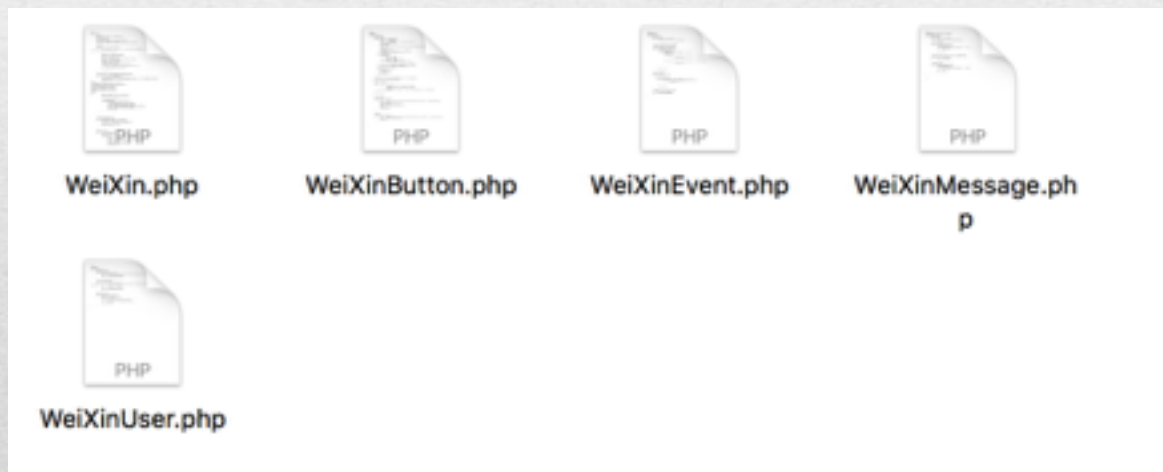 PHP
PHP
PHP
PHP
WeiXin.php
WeiXinButton.php
WeiXinEvent.php
WeiXinMessage.ph
p
PHP
WeiXinUser.php